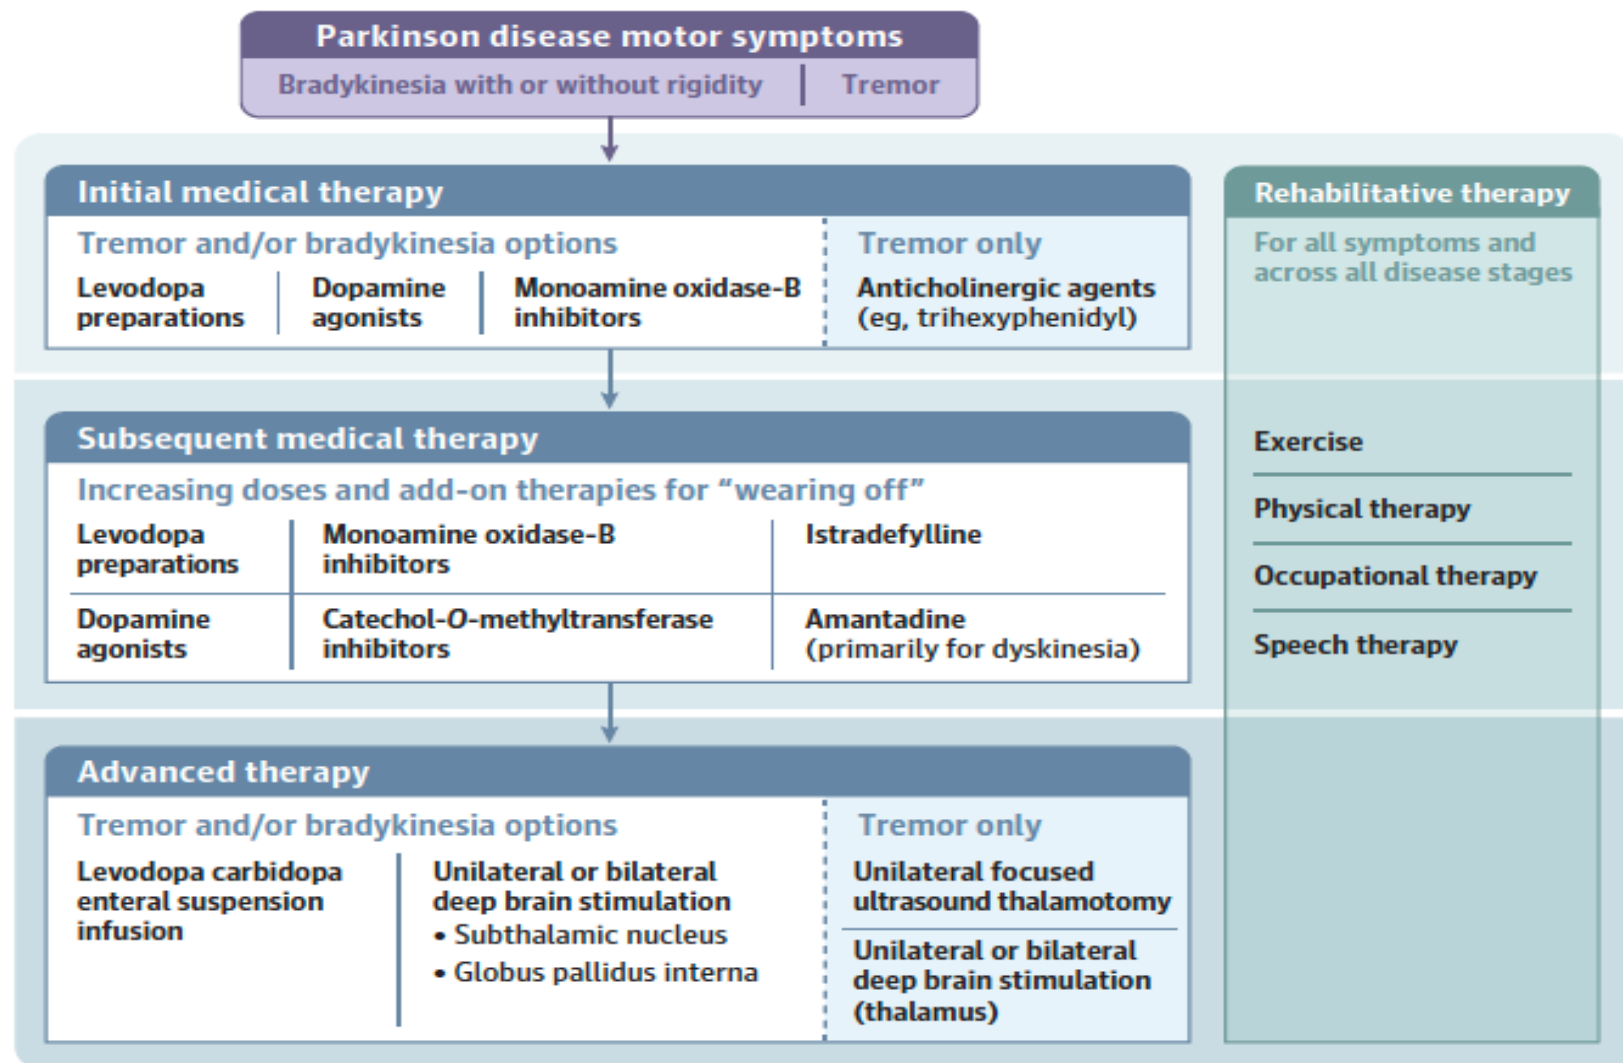 Parkinson disease motor symptoms
Bradykinesia with or without rigidity
Tremor
Initial medical therapy
Tremor and/or bradykinesia options
Levodopa
preparations
Dopamine
agonists
Monoamine oxidase-B
inhibitors
Tremor only
Anticholinergic agents
(eg, trihexyphenidyl)
Subsequent medical therapy
Increasing doses and add-on therapies for “wearing off”
Levodopa
preparations
Monoamine oxidase-B
inhibitors
Istradefylline
Dopamine
agonists
Catechol-O-methyltransferase
inhibitors
Amantadine
(primarily for dyskinesia)
Advanced therapy
Tremor and/or bradykinesia options
Levodopa carbidopa
enteral suspension
infusion
Unilateral or bilateral
deep brain stimulation
• Subthalamic nucleus
• Globus pallidus interna
Tremor only
Unilateral focused
ultrasound thalamotomy
Unilateral or bilateral
deep brain stimulation
(thalamus)
Rehabilitative therapy
For all symptoms and
across all disease stages
Exercise
Physical therapy
Occupational therapy
Speech therapy